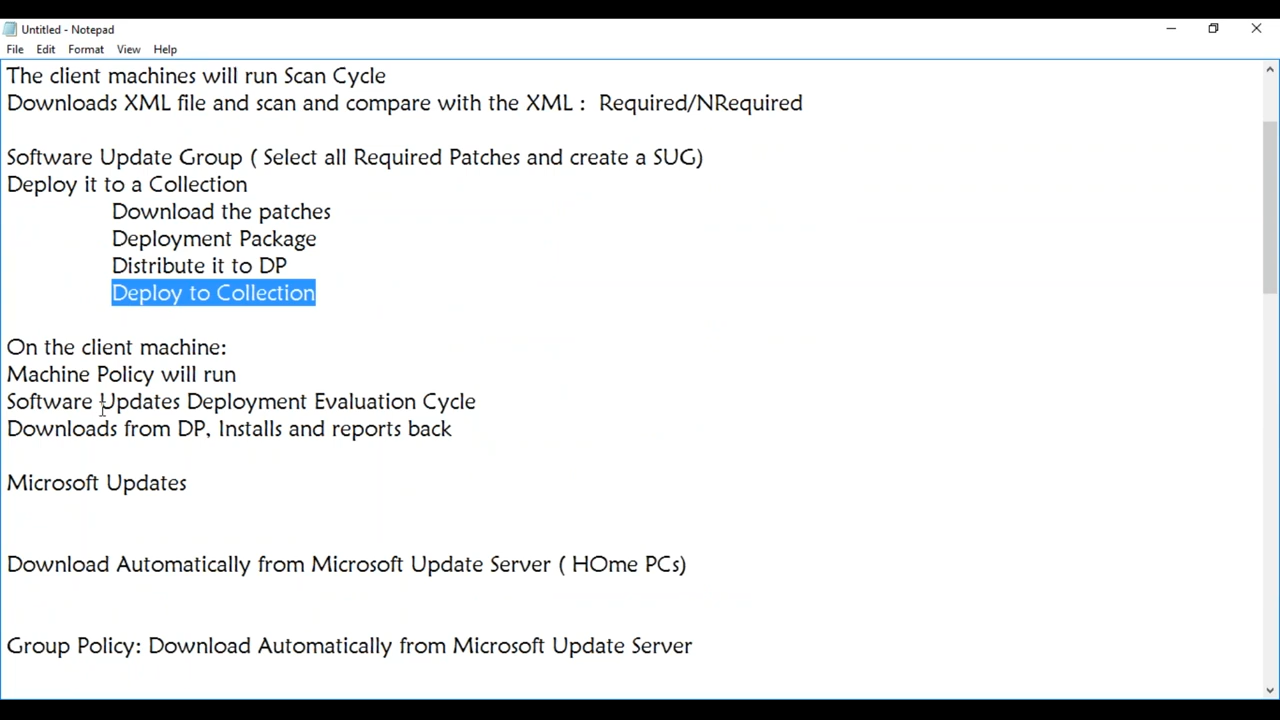 Untitled - Notepad
File Edit Format View Help
The client machines will run Scan Cycle
Downloads XML file and scan and compare with the XML : Required/NRequired
Software Update Group ( Select all Required Patches and create a SUG)
Deploy it to a Collection
Download the patches
Deployment Package
Distribute it to DP
Deploy to Collection
On the client machine:
Machine Policy will run
Software Updates Deployment Evaluation Cycle
Downloads from DP, Installs and reports back
Microsoft Updates
Download Automatically from Microsoft Update Server ( HOme PCs)
Group Policy: Download Automatically from Microsoft Update Server